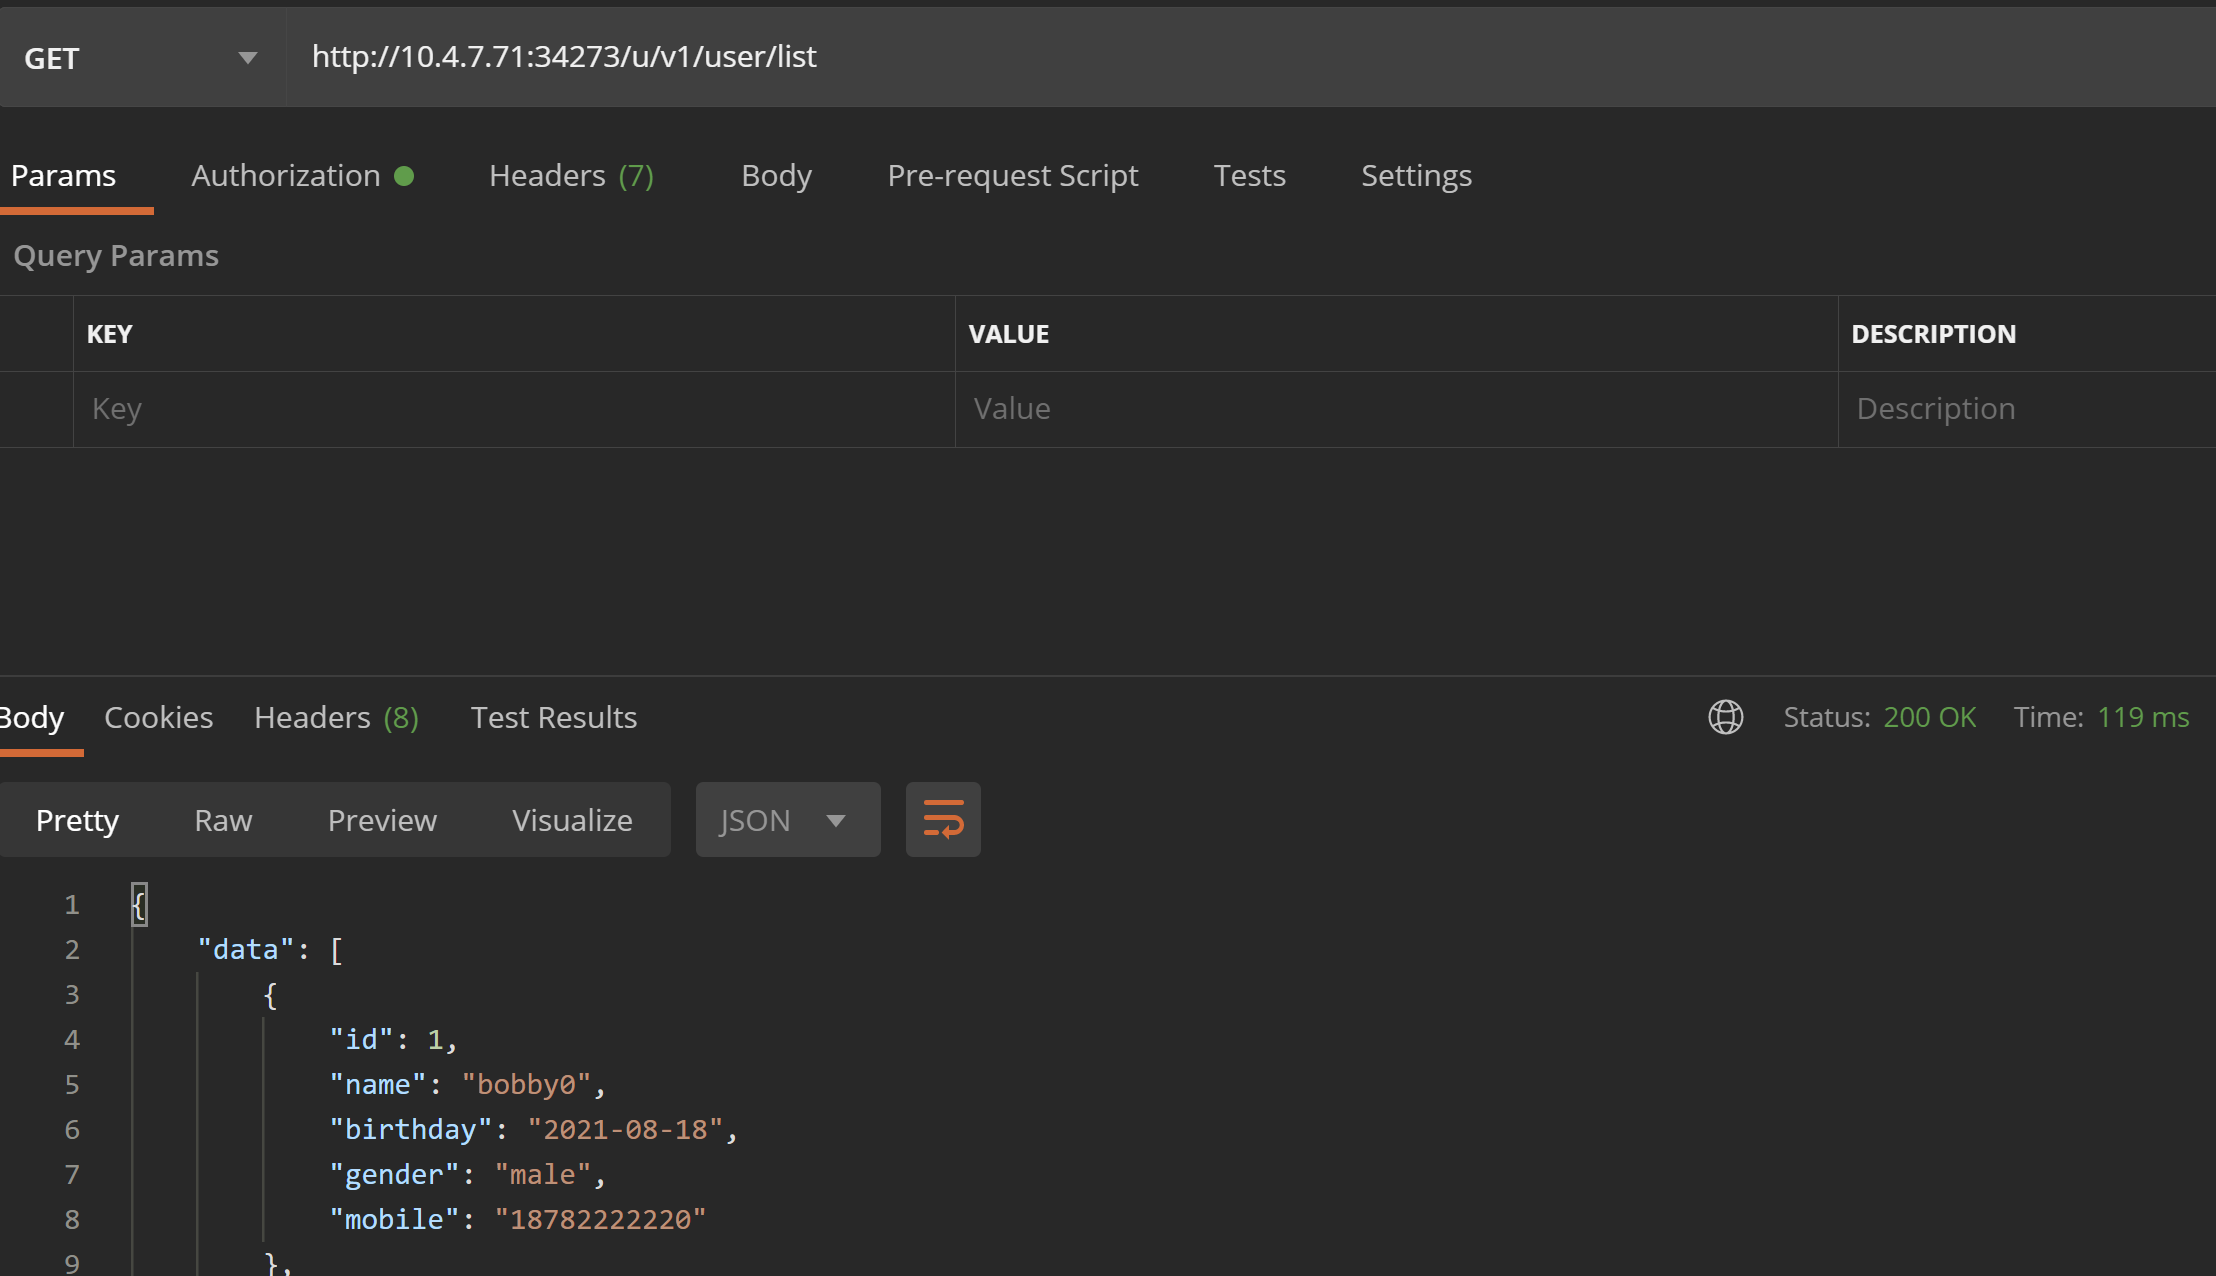 GET http://10.4.7.71:34273/u/v1/user/list
Params Authorization Headers (7) Body Pre-request Script Tests Settings
Query Params
KEY VALUE DESCRIPTION
Key Value Description
Body Cookies Headers (8) Test Results Status: 200 OK Time: 119 ms
Pretty Raw Preview Visualize JSON
1 {
2 "data": [
3 {
4 "id": 1,
5 "name": "bobby0",
6 "birthday": "2021-08-18",
7 "gender": "male",
8 "mobile": "18782222220"
9 },